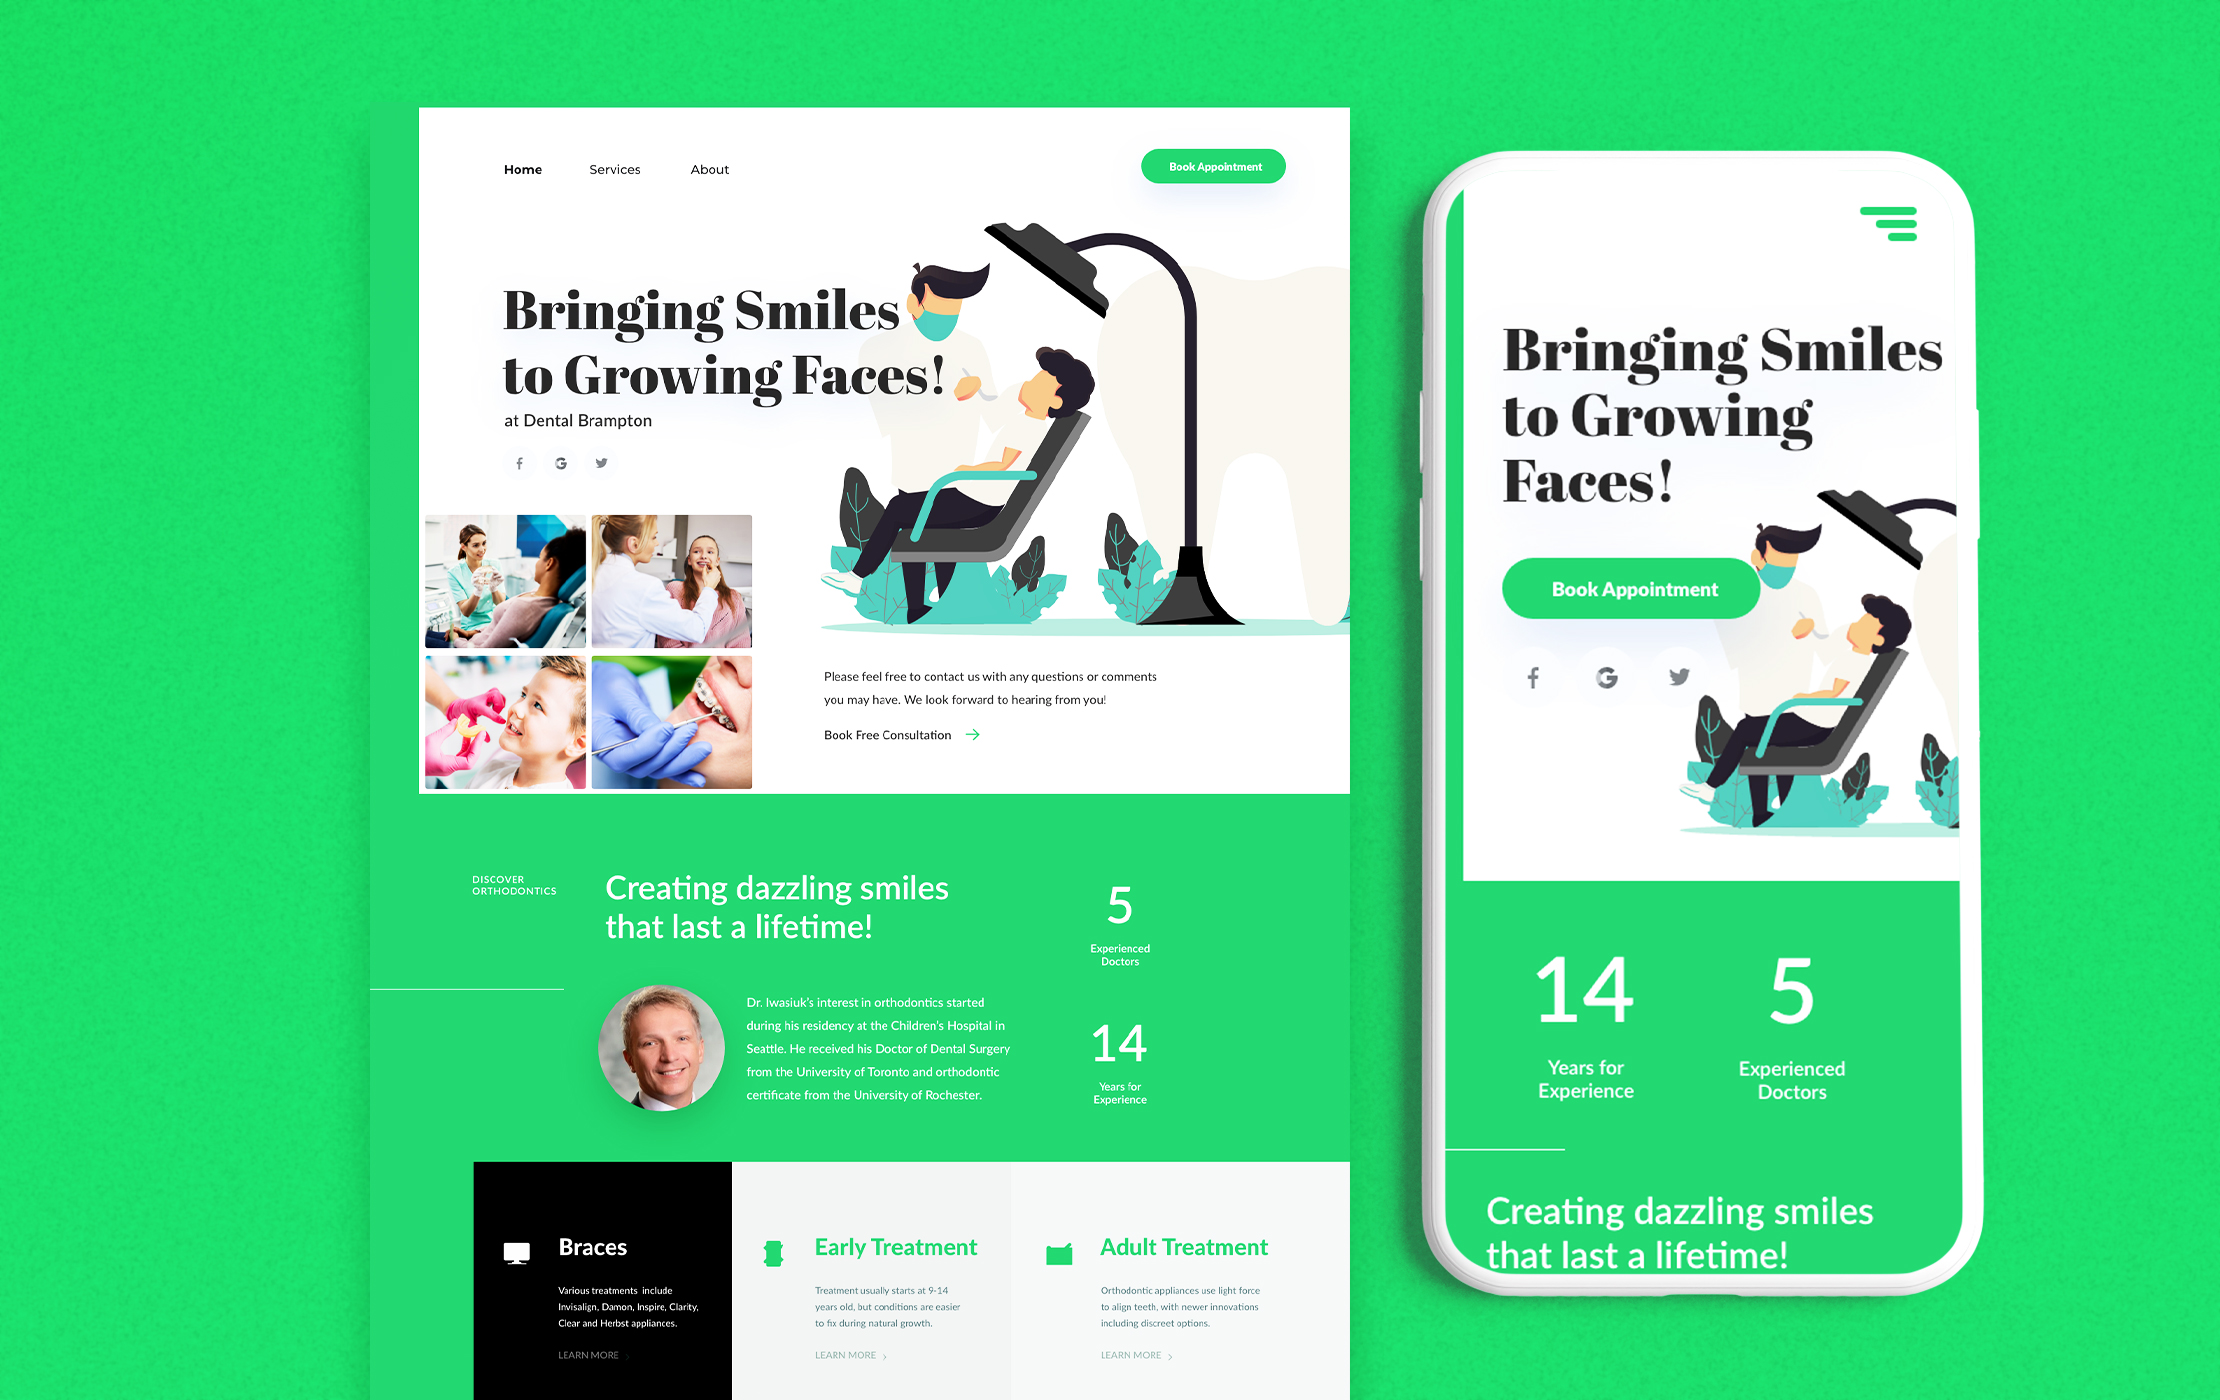 Home Services About
Book Appointment
Bringing Smiles
to Growing Faces!
at Dental Brampton
Please feel free to contact us with any questions or comments
you may have. We look forward to hearing from you!
Book Free Consultation
DISCOVER
ORTHODONTICS
Creating dazzling smiles
that last a lifetime!
Dr. Iwasiuk's interest in orthodontics started
during his residency at the Children's Hospital in
Seattle. He received his Doctor of Dental Surgery
from the University of Toronto and orthodontic
certificate from the University of Rochester.
5
Experienced
Doctors
14
Years for
Experience
Braces
Various treatments include
Invisalign, Damon, Inspire, Clarity,
Clear and Herbst appliances.
LEARN MORE
Early Treatment
Treatment usually starts at 9-14
years old, but conditions are easier
to fix during natural growth.
LEARN MORE
Adult Treatment
Orthodontic appliances use light force
to align teeth, with newer innovations
including discreet options.
LEARN MORE
Bringing Smiles
to Growing
Faces!
Book Appointment
14
Years for
Experience
5
Experienced
Doctors
Creating dazzling smiles
that last a lifetime!